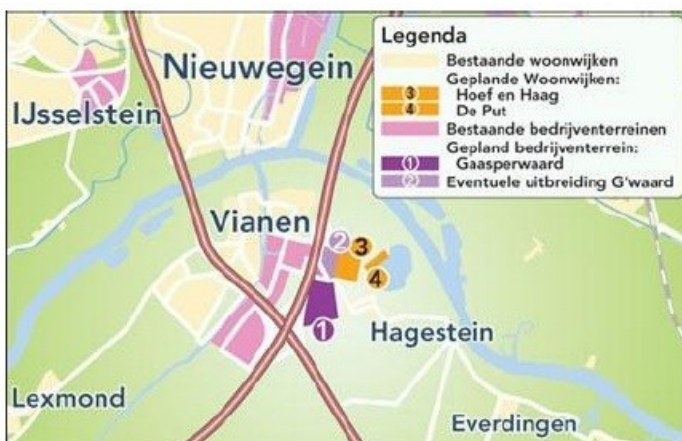 Legenda
Bestaande woonwijken
Geplande Woonwijken:
3 Hoef en Haag
4 De Put
Bestaande bedrijventerreinen
Gepland bedrijventerrein:
1 Gaasperwaard
2 Eventuele uitbreiding G'waard
Nieuwegein
IJsselstein
Vianen
2
3
4
1
Hagestein
Lexmond
Everdingen